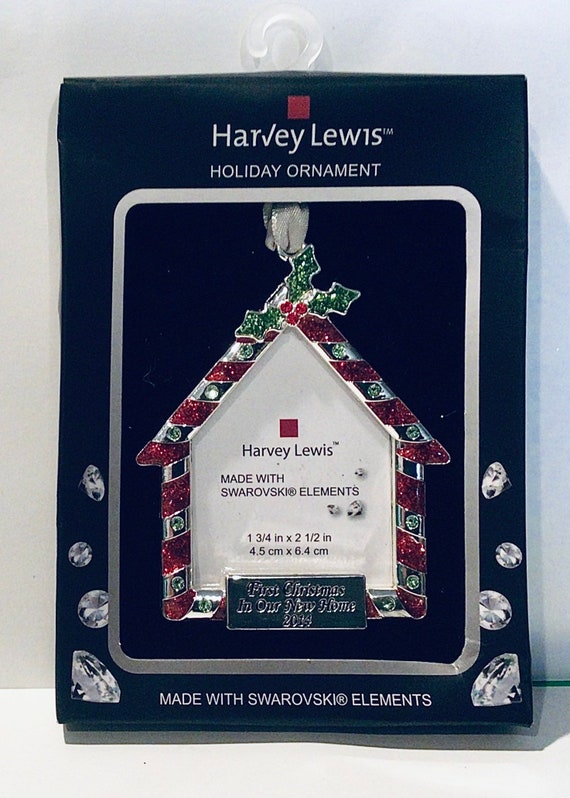 Harvey Lewis™
HOLIDAY ORNAMENT
Harvey Lewis™
MADE WITH
SWAROVSKI® ELEMENTS
1 3/4 in x 2 1/2 in
4.5 cm x 6.4 cm
First Christmas
In Our New Home
2014
MADE WITH SWAROVSKI® ELEMENTS